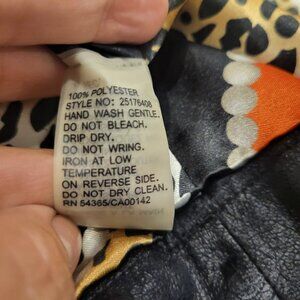 100% POLYESTER
STYLE NO: 25176408
HAND WASH GENTLE.
DO NOT BLEACH.
DRIP DRY.
DO NOT WRING.
IRON AT LOW
TEMPERATURE
ON REVERSE SIDE.
DO NOT DRY CLEAN.
RN 54365/CA00142